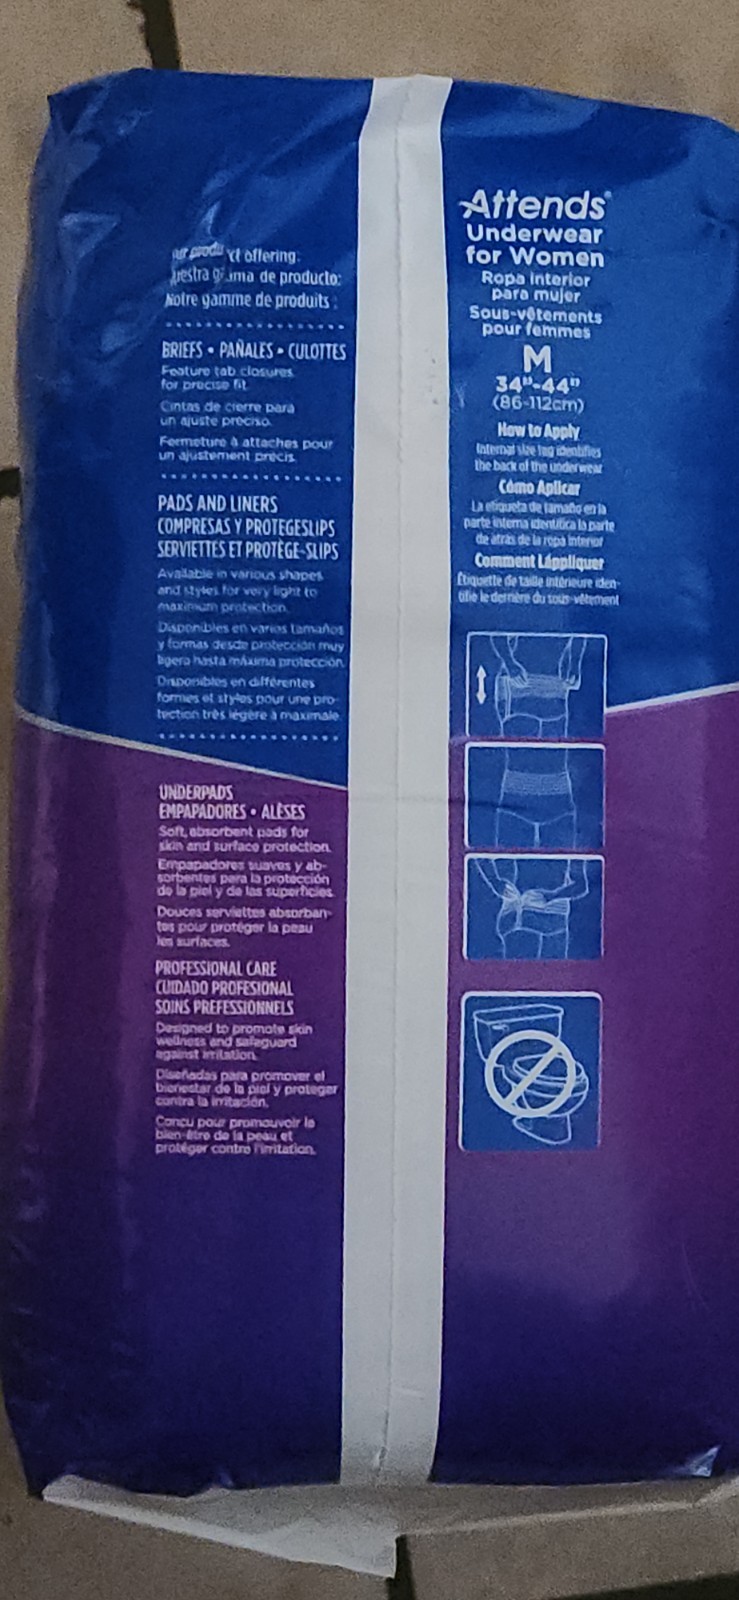 ct offering:
de producto:
Notre gamme de produits :
BRIEFS • PAÑALES • CULOTTES
Feature tab closures
for precise fit.
Cintas de cierre para
un ajuste preciso.
Fermeture à attaches pour
un ajustement précis.
PADS AND LINERS
COMPRESAS Y PROTEGESLIPS
SERVIETTES ET PROTÈGE-SLIPS
Available in various shapes
and styles for very light to
maximum protection.
Disponibles en varios tamaños
y formas desde protección muy
ligera hasta máxima protección.
Disponibles en différentes
formes et styles pour une pro-
tection très légère à maximale.
UNDERPADS
EMPAPADORES • ALÈSES
Soft, absorbent pads for
skin and surface protection.
Empapadores suaves y ab-
sorbentes para la protección
de la piel y de las superficies.
Douces serviettes absorban-
tes pour protéger la peau
les surfaces.
PROFESSIONAL CARE
CUIDADO PROFESIONAL
SOINS PREFESSIONNELS
Designed to promote skin
wellness and safeguard
against irritation.
Diseñadas para promover el
bienestar de la piel y proteger
contra la irritación.
Conçu pour promouvoir le
bien-être de la peau et
protéger contre l'irritation.
Attends®
Underwear
for Women
Ropa interior
para mujer
Sous-vêtements
pour femmes
M
34"-44"
(86-112cm)
How to Apply
Internal size tag identifies
the back of the underwear
Cómo Aplicar
La etiqueta de tamaño en la
parte interna identifica la parte
de atrás de la ropa interior
Comment Láppliquer
Étiquette de taille intérieure iden-
tifie le derrière du sous-vêtement